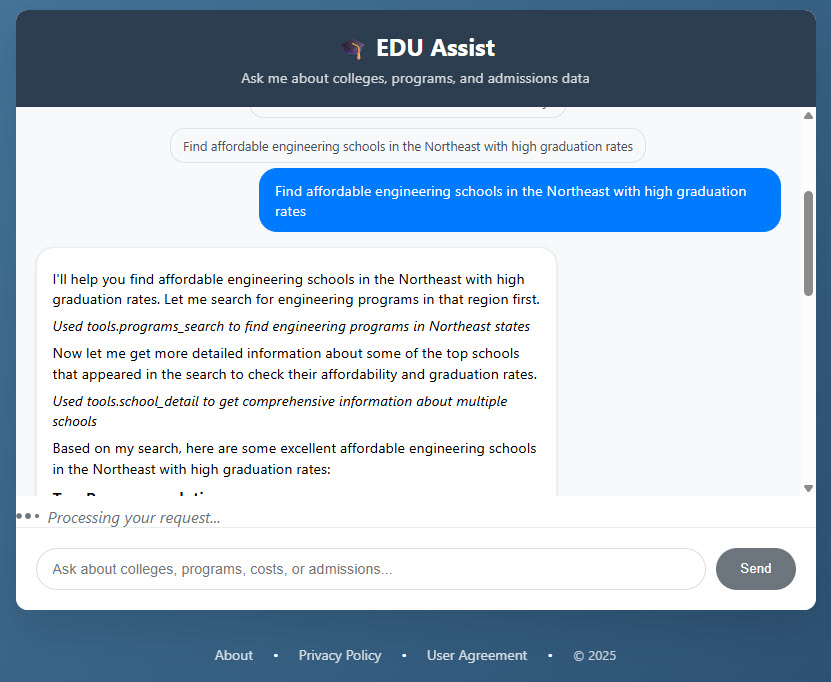 EDU Assist
Ask me about colleges, programs, and admissions data
Find affordable engineering schools in the Northeast with high graduation rates
Find affordable engineering schools in the Northeast with high graduation
rates
I'll help you find affordable engineering schools in the Northeast with high
graduation rates. Let me search for engineering programs in that region first.
Used tools.programs_search to find engineering programs in Northeast states
Now let me get more detailed information about some of the top schools
that appeared in the search to check their affordability and graduation rates.
Used tools.school_detail to get comprehensive information about multiple
schools
Based on my search, here are some excellent affordable engineering schools
in the Northeast with high graduation rates:
Processing your request...
Ask about colleges, programs, costs, or admissions...
Send
About • Privacy Policy • User Agreement • © 2025